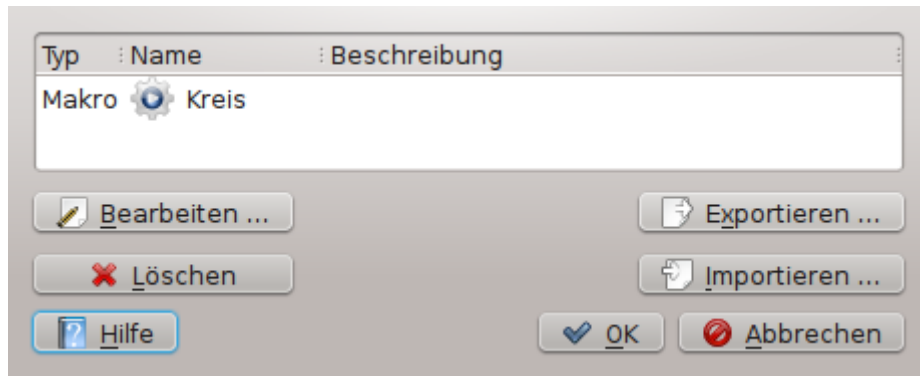 Typ Name Beschreibung
Makro Kreis
Bearbeiten ... Exportieren ...
Löschen Importieren ...
Hilfe OK Abbrechen